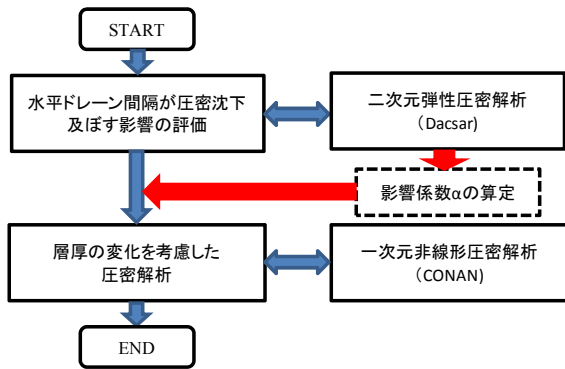 START
水平ドレーン間隔が圧密沈下
及ぼす影響の評価
二次元弾性圧密解析
（Dacsar)
影響係数αの算定
層厚の変化を考慮した
圧密解析
一次元非線形圧密解析
（CONAN)
END